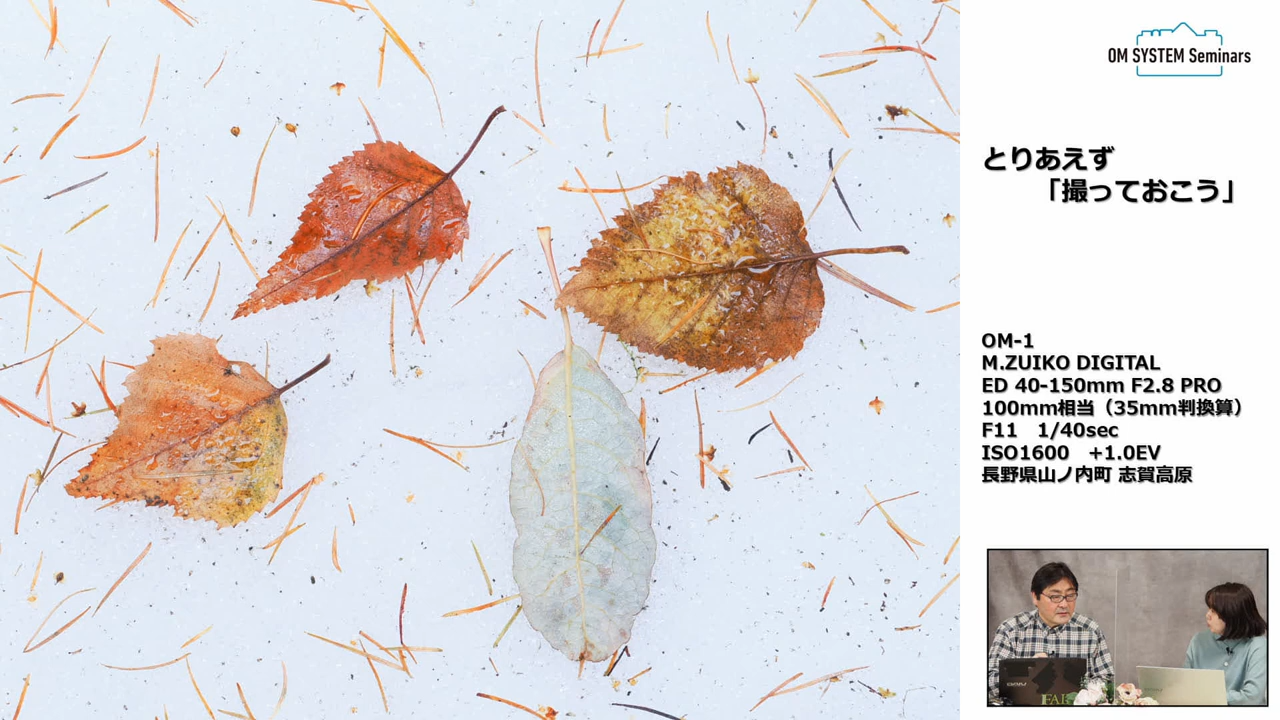 OM SYSTEM Seminars
とりあえず
「撮っておこう」
OM-1
M.ZUIKO DIGITAL
ED 40-150mm F2.8 PRO
100mm相当（35mm判換算）
F11 1/40sec
ISO1600 +1.0EV
長野県山ノ内町 志賀高原